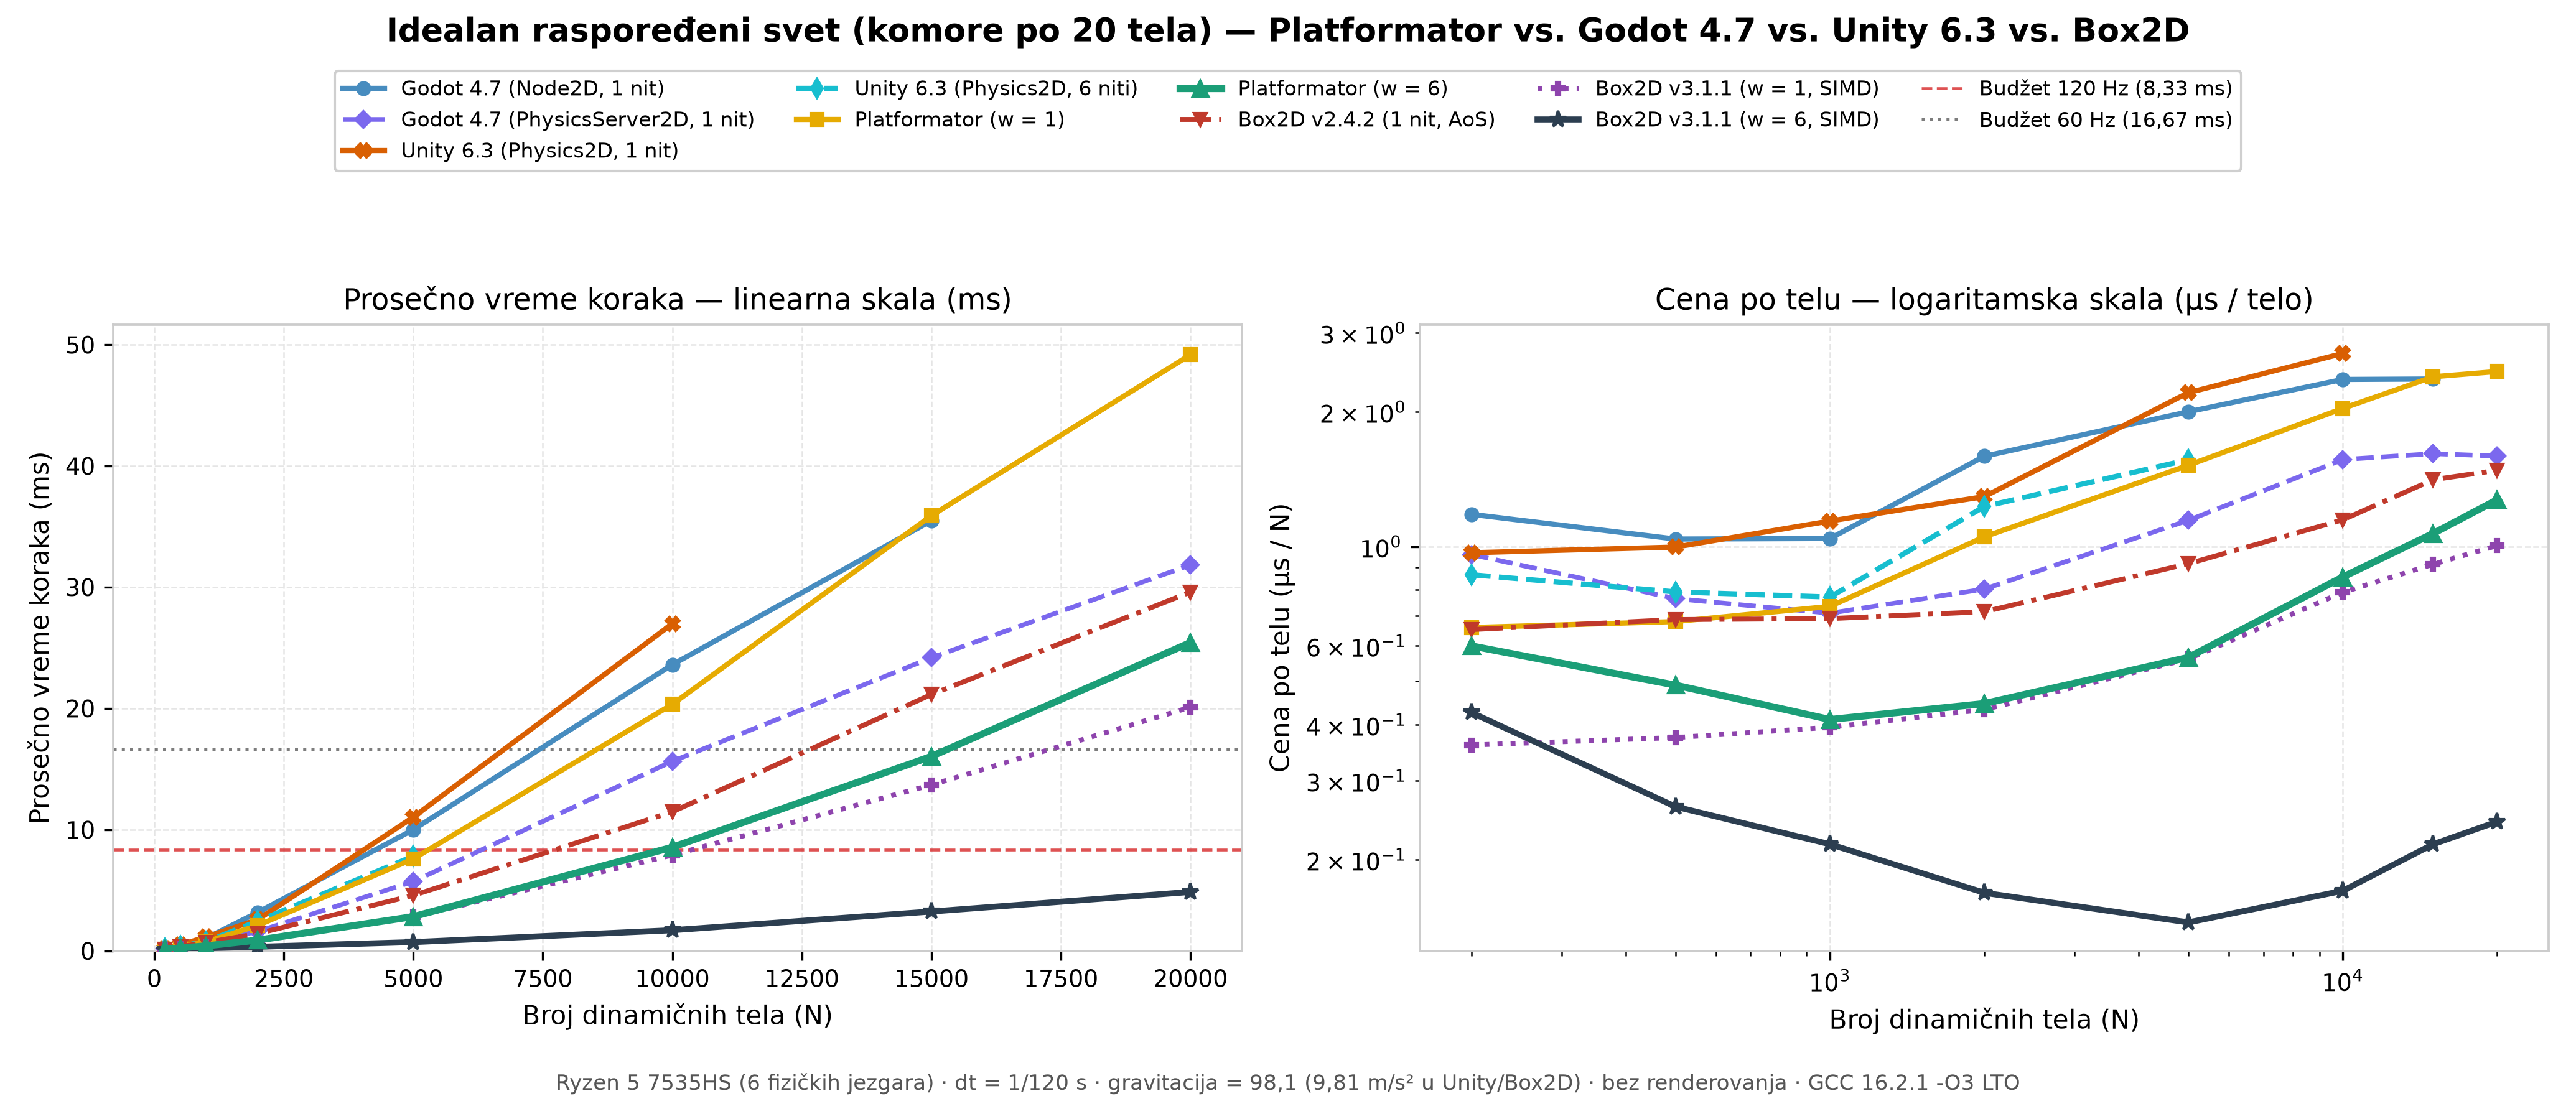 Idealan raspoređeni svet (komore po 20 tela) — Platformator vs. Godot 4.7 vs. Unity 6.3 vs. Box2D
Godot 4.7 (Node2D, 1 nit)
Godot 4.7 (PhysicsServer2D, 1 nit)
Unity 6.3 (Physics2D, 1 nit)
Unity 6.3 (Physics2D, 6 niti)
Platformator (w = 1)
Platformator (w = 6)
Box2D v2.4.2 (1 nit, AoS)
Box2D v3.1.1 (w = 1, SIMD)
Box2D v3.1.1 (w = 6, SIMD)
Budžet 120 Hz (8,33 ms)
Budžet 60 Hz (16,67 ms)
Prosečno vreme koraka — linearna skala (ms)
Prosečno vreme koraka (ms)
50
40
30
20
10
0
0 2500 5000 7500 10000 12500 15000 17500 20000
Broj dinamičnih tela (N)
Cena po telu — logaritamska skala (µs / telo)
Cena po telu (µs / N)
3 × 10⁰
2 × 10⁰
10⁰
6 × 10⁻¹
4 × 10⁻¹
3 × 10⁻¹
2 × 10⁻¹
10³ 10⁴
Broj dinamičnih tela (N)
Ryzen 5 7535HS (6 fizičkih jezgara) · dt = 1/120 s · gravitacija = 98,1 (9,81 m/s² u Unity/Box2D) · bez renderovanja · GCC 16.2.1 -O3 LTO